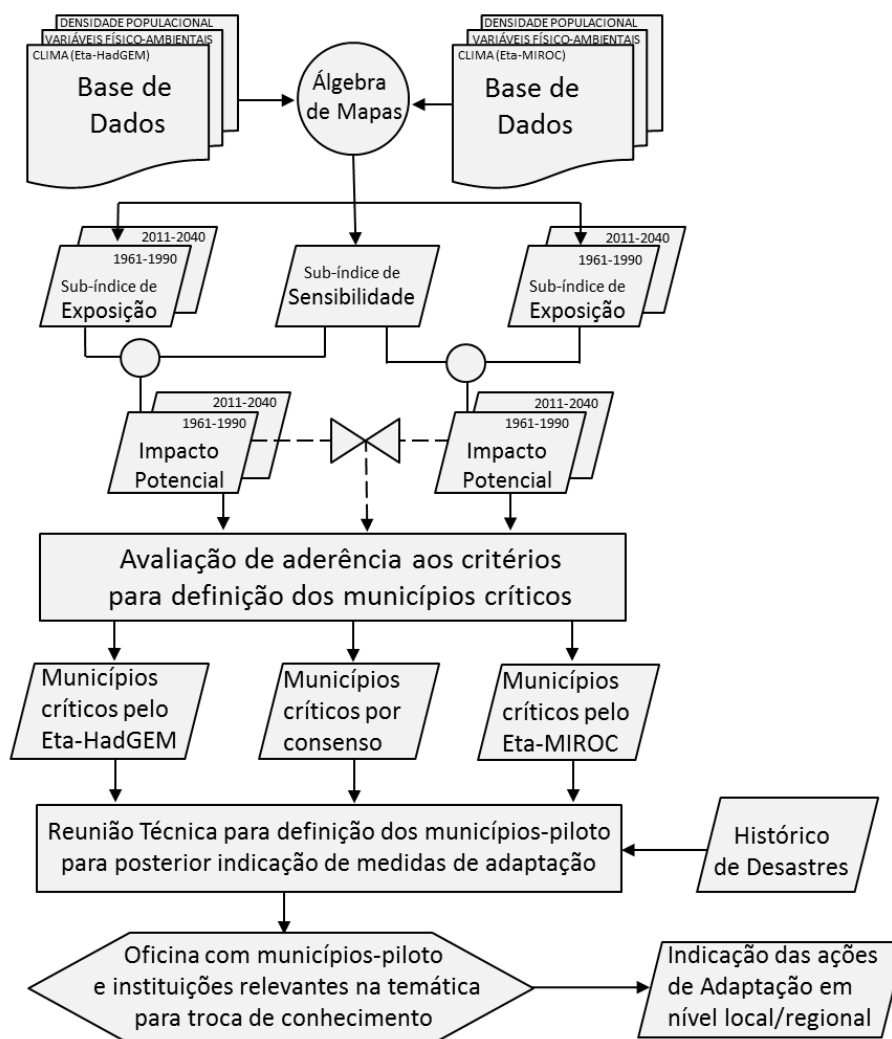 DENSIDADE POPULACIONAL
VARIÁVEIS FÍSICO-AMBIENTAIS
CLIMA (Eta-HadGEM)
Base de
Dados
Álgebra
de Mapas
DENSIDADE POPULACIONAL
VARIÁVEIS FÍSICO-AMBIENTAIS
CLIMA (Eta-MIROC)
Base de
Dados
2011-2040
1961-1990
Sub-índice de
Exposição
Sub-índice de
Sensibilidade
2011-2040
1961-1990
Sub-índice de
Exposição
2011-2040
1961-1990
Impacto
Potencial
2011-2040
1961-1990
Impacto
Potencial
Avaliação de aderência aos critérios
para definição dos municípios críticos
Municípios
críticos pelo
Eta-HadGEM
Municípios
críticos por
consenso
Municípios
críticos pelo
Eta-MIROC
Reunião Técnica para definição dos municípios-piloto
para posterior indicação de medidas de adaptação
Histórico
de Desastres
Oficina com municípios-piloto
e instituições relevantes na temática
para troca de conhecimento
Indicação das ações
de Adaptação em
nível local/regional